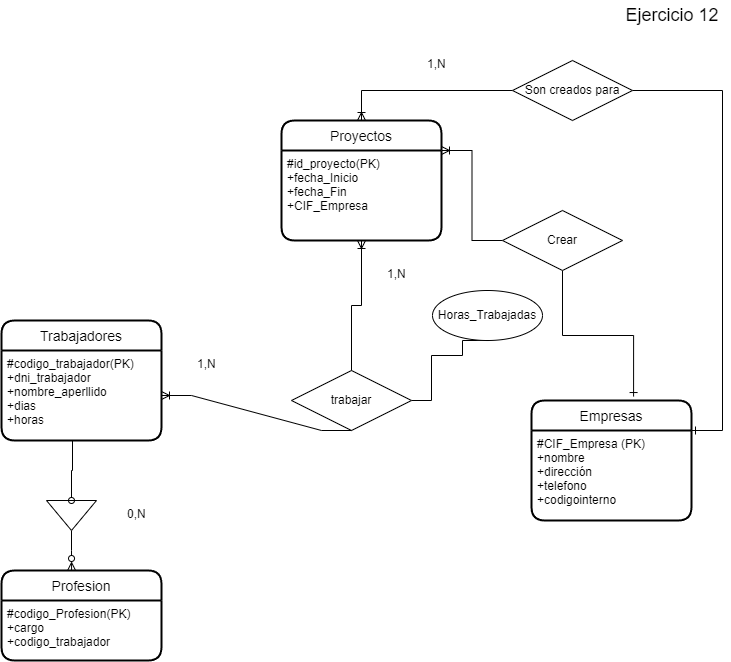 Ejercicio 12
1,N
Son creados para
Proyectos
#id_proyecto(PK)
+fecha_Inicio
+fecha_Fin
+CIF_Empresa
Crear
1,N
Horas_Trabajadas
Trabajadores
#codigo_trabajador(PK)
+dni_trabajador
+nombre_aperllido
+dias
+horas
1,N
trabajar
Empresas
#CIF_Empresa (PK)
+nombre
+dirección
+telefono
+codigointerno
0,N
Profesion
#codigo_Profesion(PK)
+cargo
+codigo_trabajador